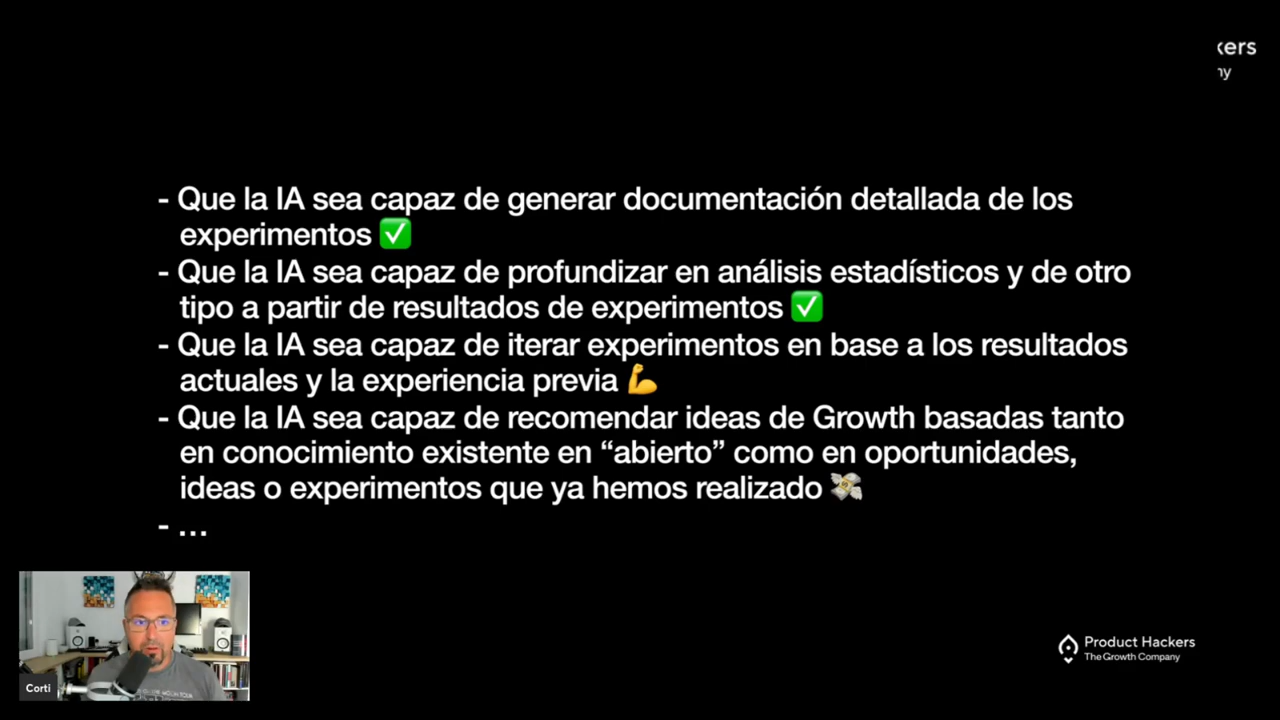 kers
ny
- Que la IA sea capaz de generar documentación detallada de los
experimentos ✅
- Que la IA sea capaz de profundizar en análisis estadísticos y de otro
tipo a partir de resultados de experimentos ✅
- Que la IA sea capaz de iterar experimentos en base a los resultados
actuales y la experiencia previa 💪
- Que la IA sea capaz de recomendar ideas de Growth basadas tanto
en conocimiento existente en “abierto” como en oportunidades,
ideas o experimentos que ya hemos realizado 💸
- ...
Corti
Product Hackers
The Growth Company